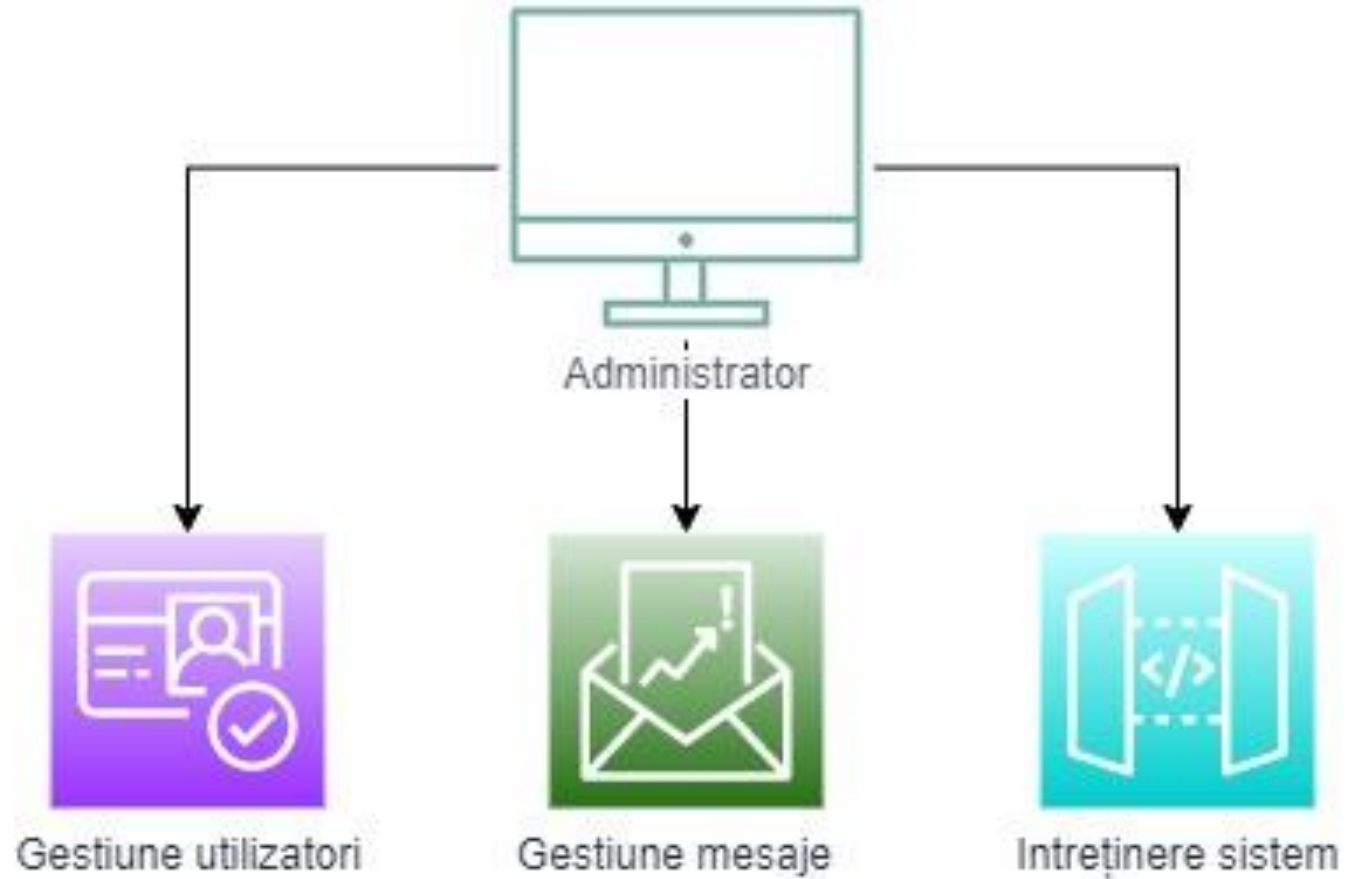 Administrator
Gestiune utilizatori
Gestiune mesaje
Intreținere sistem